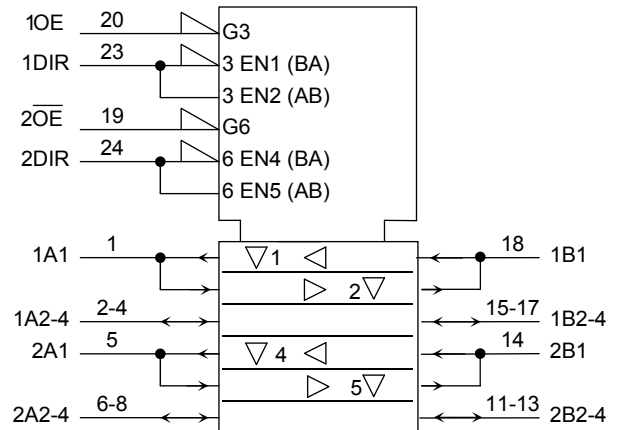 1OE 20 G3
1DIR 23 3 EN1 (BA)
3 EN2 (AB)
2O̅E̅ 19 G6
2DIR 24 6 EN4 (BA)
6 EN5 (AB)
1A1 1 ▽1 ◁ 18 1B1
▷ 2▽
1A2-4 2-4 15-17 1B2-4
2A1 5 ▽ 4 ◁ 14 2B1
▷ 5▽
2A2-4 6-8 11-13 2B2-4